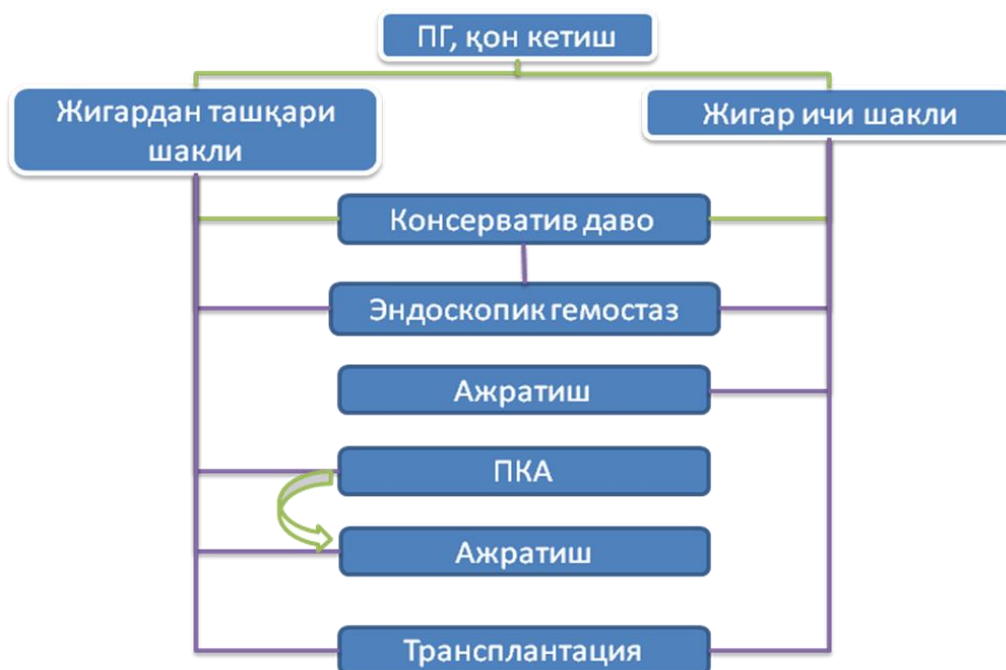 ПГ, қон кетиш
Жигардан ташқари
шакли
Жигар ичи шакли
Консерватив даво
Эндоскопик гемостаз
Ажратиш
ПКА
Ажратиш
Трансплантация